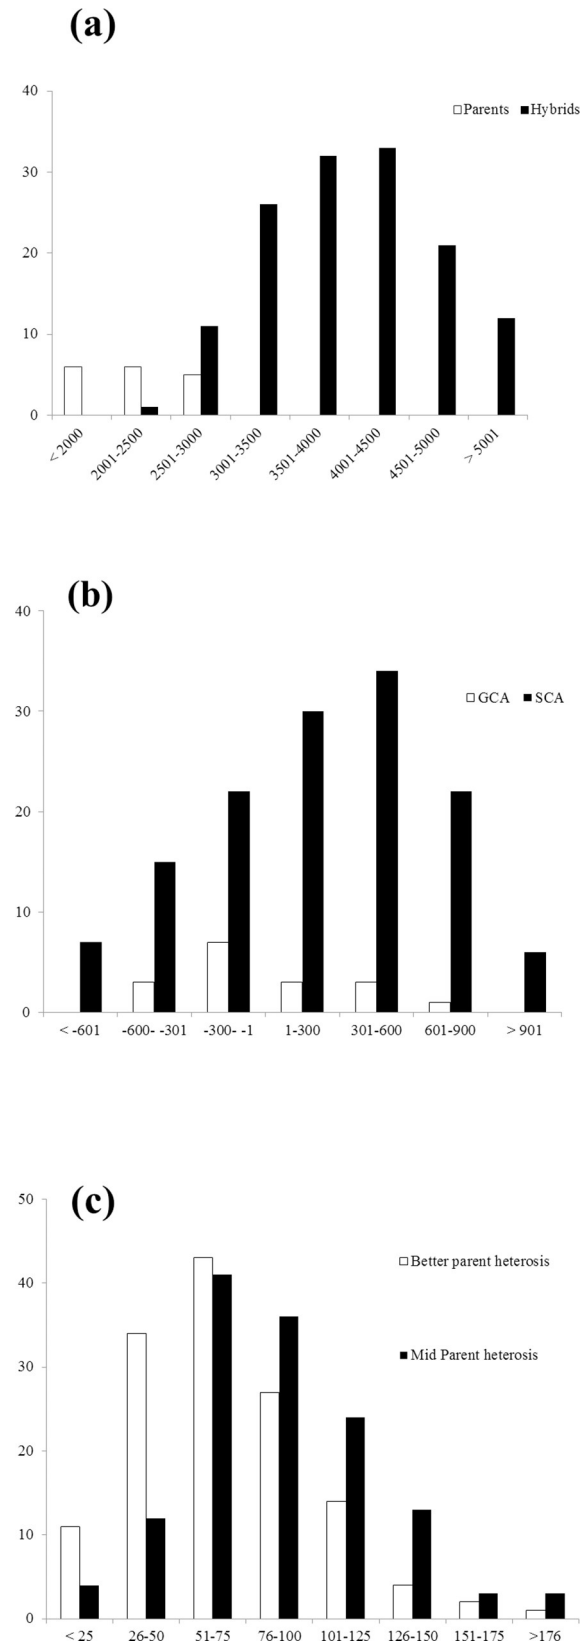 (a)
40
Parents Hybrids
30
20
10
0
< 2000 2001-2500 2501-3000 3001-3500 3501-4000 4001-4500 4501-5000 > 5001
(b)
40
GCA SCA
30
20
10
0
< -601 -600- -301 -300- -1 1-300 301-600 601-900 > 901
(c)
50
Better parent heterosis
40
Mid Parent heterosis
30
20
10
0
< 25 26-50 51-75 76-100 101-125 126-150 151-175 >176